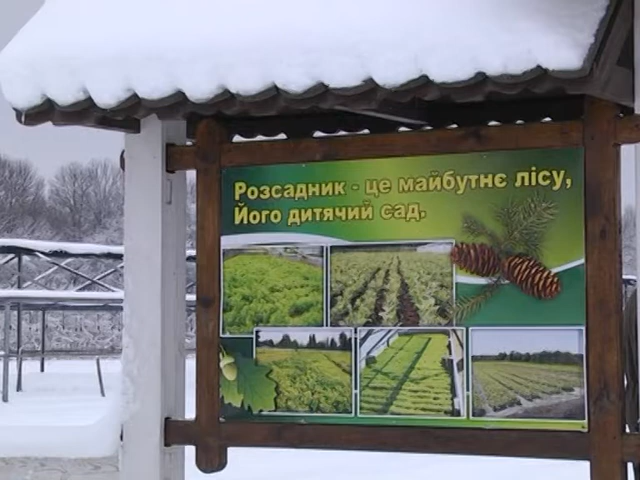 Розсадник - це майбутнє лісу,
Його дитячий сад.